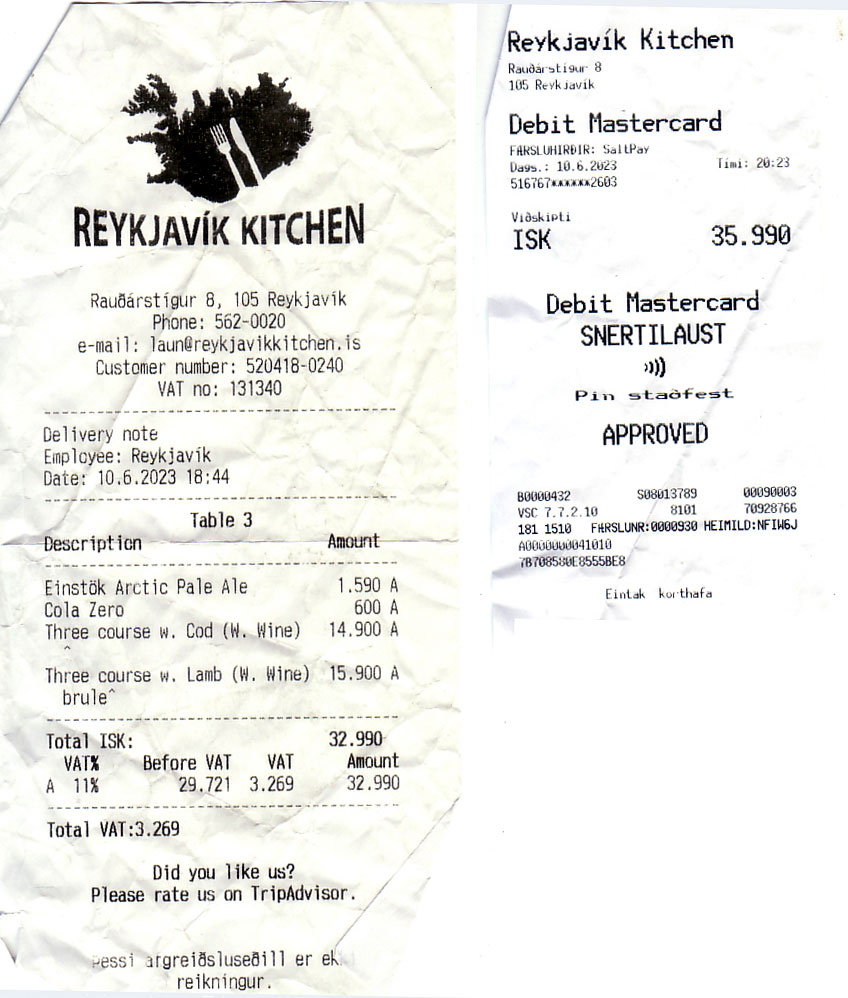 REYKJAVÍK KITCHEN
Rauðárstígur 8, 105 Reykjavík
Phone: 562-0020
e-mail: laun@reykjavikkitchen.is
Customer number: 520418-0240
VAT no: 131340
Delivery note
Employee: Reykjavík
Date: 10.6.2023 18:44
Table 3
Description Amount
Einstök Arctic Pale Ale 1.590 A
Cola Zero 600 A
Three course w. Cod (W. Wine) 14.900 A
^
Three course w. Lamb (W. Wine) 15.900 A
brule^
Total ISK: 32.990
VAT% Before VAT VAT Amount
A 11% 29.721 3.269 32.990
Total VAT:3.269
Did you like us?
Please rate us on TripAdvisor.
er
reikningur.
Reykjavík Kitchen
Rauðárstígur 8
105 Reykjavík
Debit Mastercard
FÆRSLUHIRÐIR: SaltPay
Dags.: 10.6.2023 Tími: 20:23
516767******2603
Viðskipti
ISK 35.990
Debit Mastercard
SNERTILAUST
Pin staðfest
APPROVED
B0000432 S08013789 00090003
VSC 7.7.2.10 8101 70928766
181 1510 FÆRSLUNR:0000930 HEIMILD:NFIW6J
A0000000041010
7B708580E8555BE8
Eintak korthafa